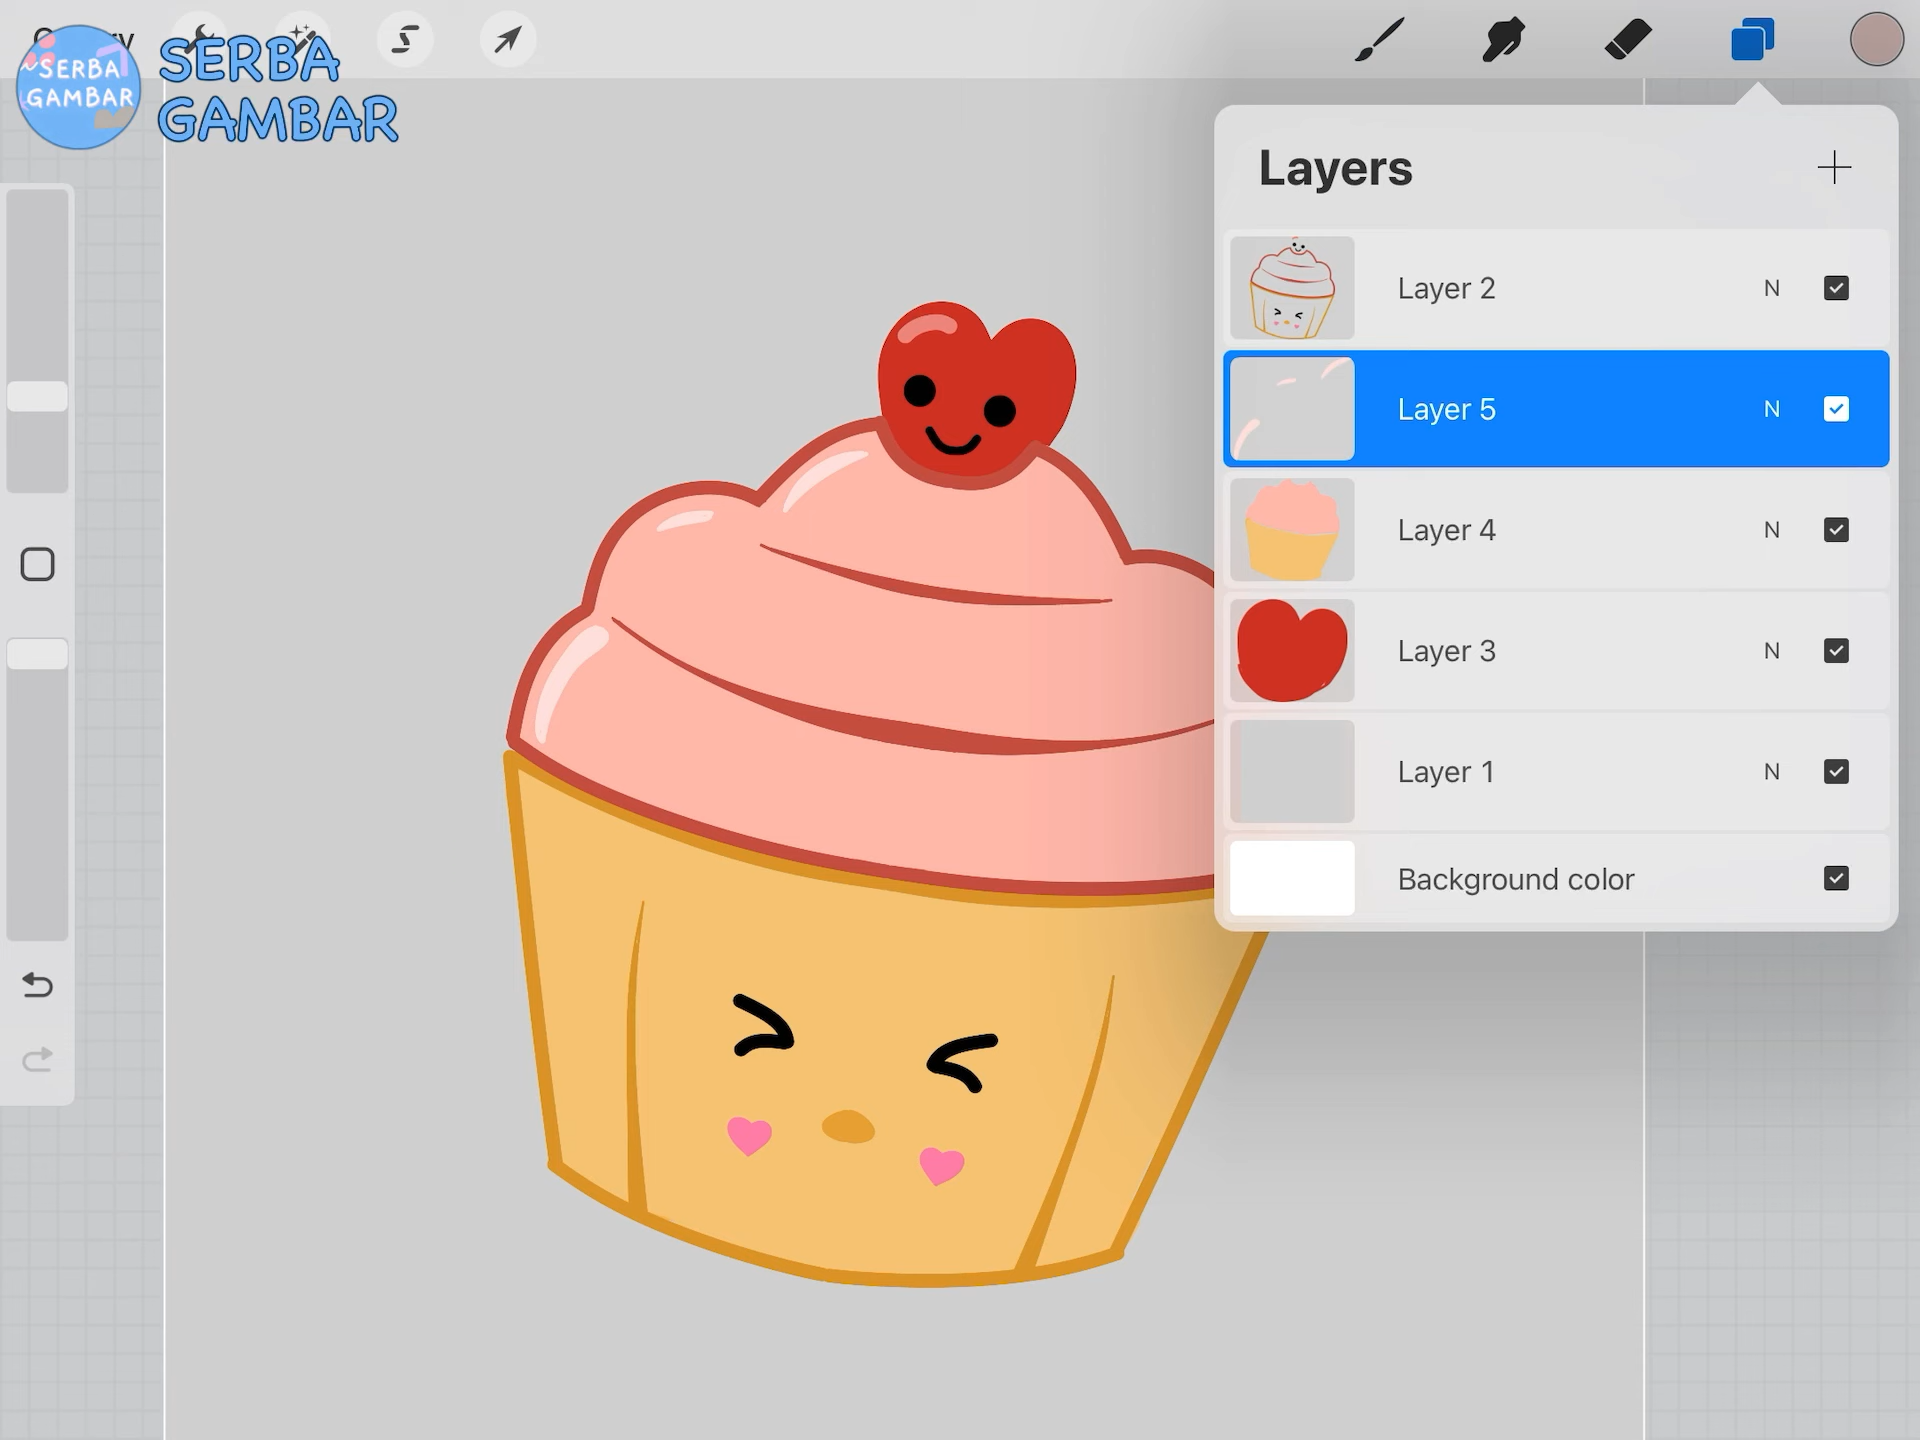 SERBA
GAMBAR
SERBA
GAMBAR
Layers
Layer 2 N
Layer 5 N
Layer 4 N
Layer 3 N
Layer 1 N
Background color